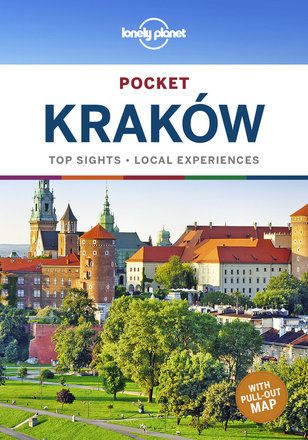 lonely planet
POCKET
KRAKÓW
TOP SIGHTS • LOCAL EXPERIENCES
WITH
PULL-OUT
MAP